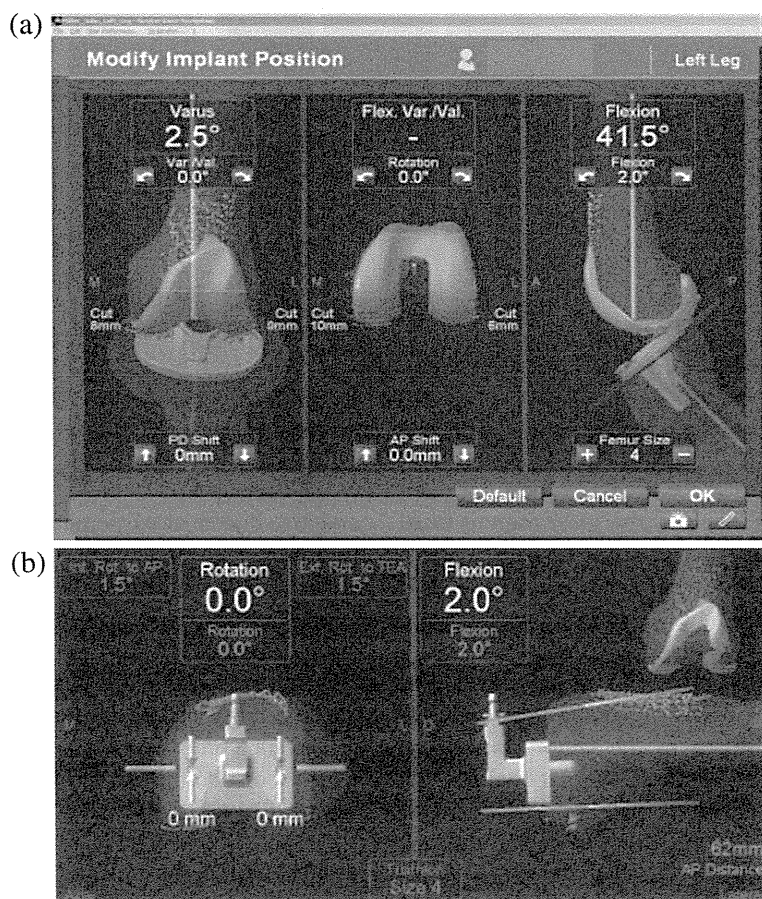 (a)
Modify Implant Position Left Leg
Varus
2.5°
Var/Val.
0.0°
Flex. Var./Val.
-
Rotation
0.0°
Flexion
41.5°
Flexion
2.0°
M L M L A P
Cut
8mm
Cut
9mm
Cut
10mm
Cut
PD Shift
0mm
AP Shift
0.0mm
Femur Size
+ 4 -
Default Cancel OK
(b)
Rot. to AP
1.5°
Rotation
0.0°
Rotation
0.0°
Ext. Rot. to TEA
1.5°
Flexion
2.0°
Flexion
2.0°
0 mm 0 mm
Size 4
62mm
AP Distance